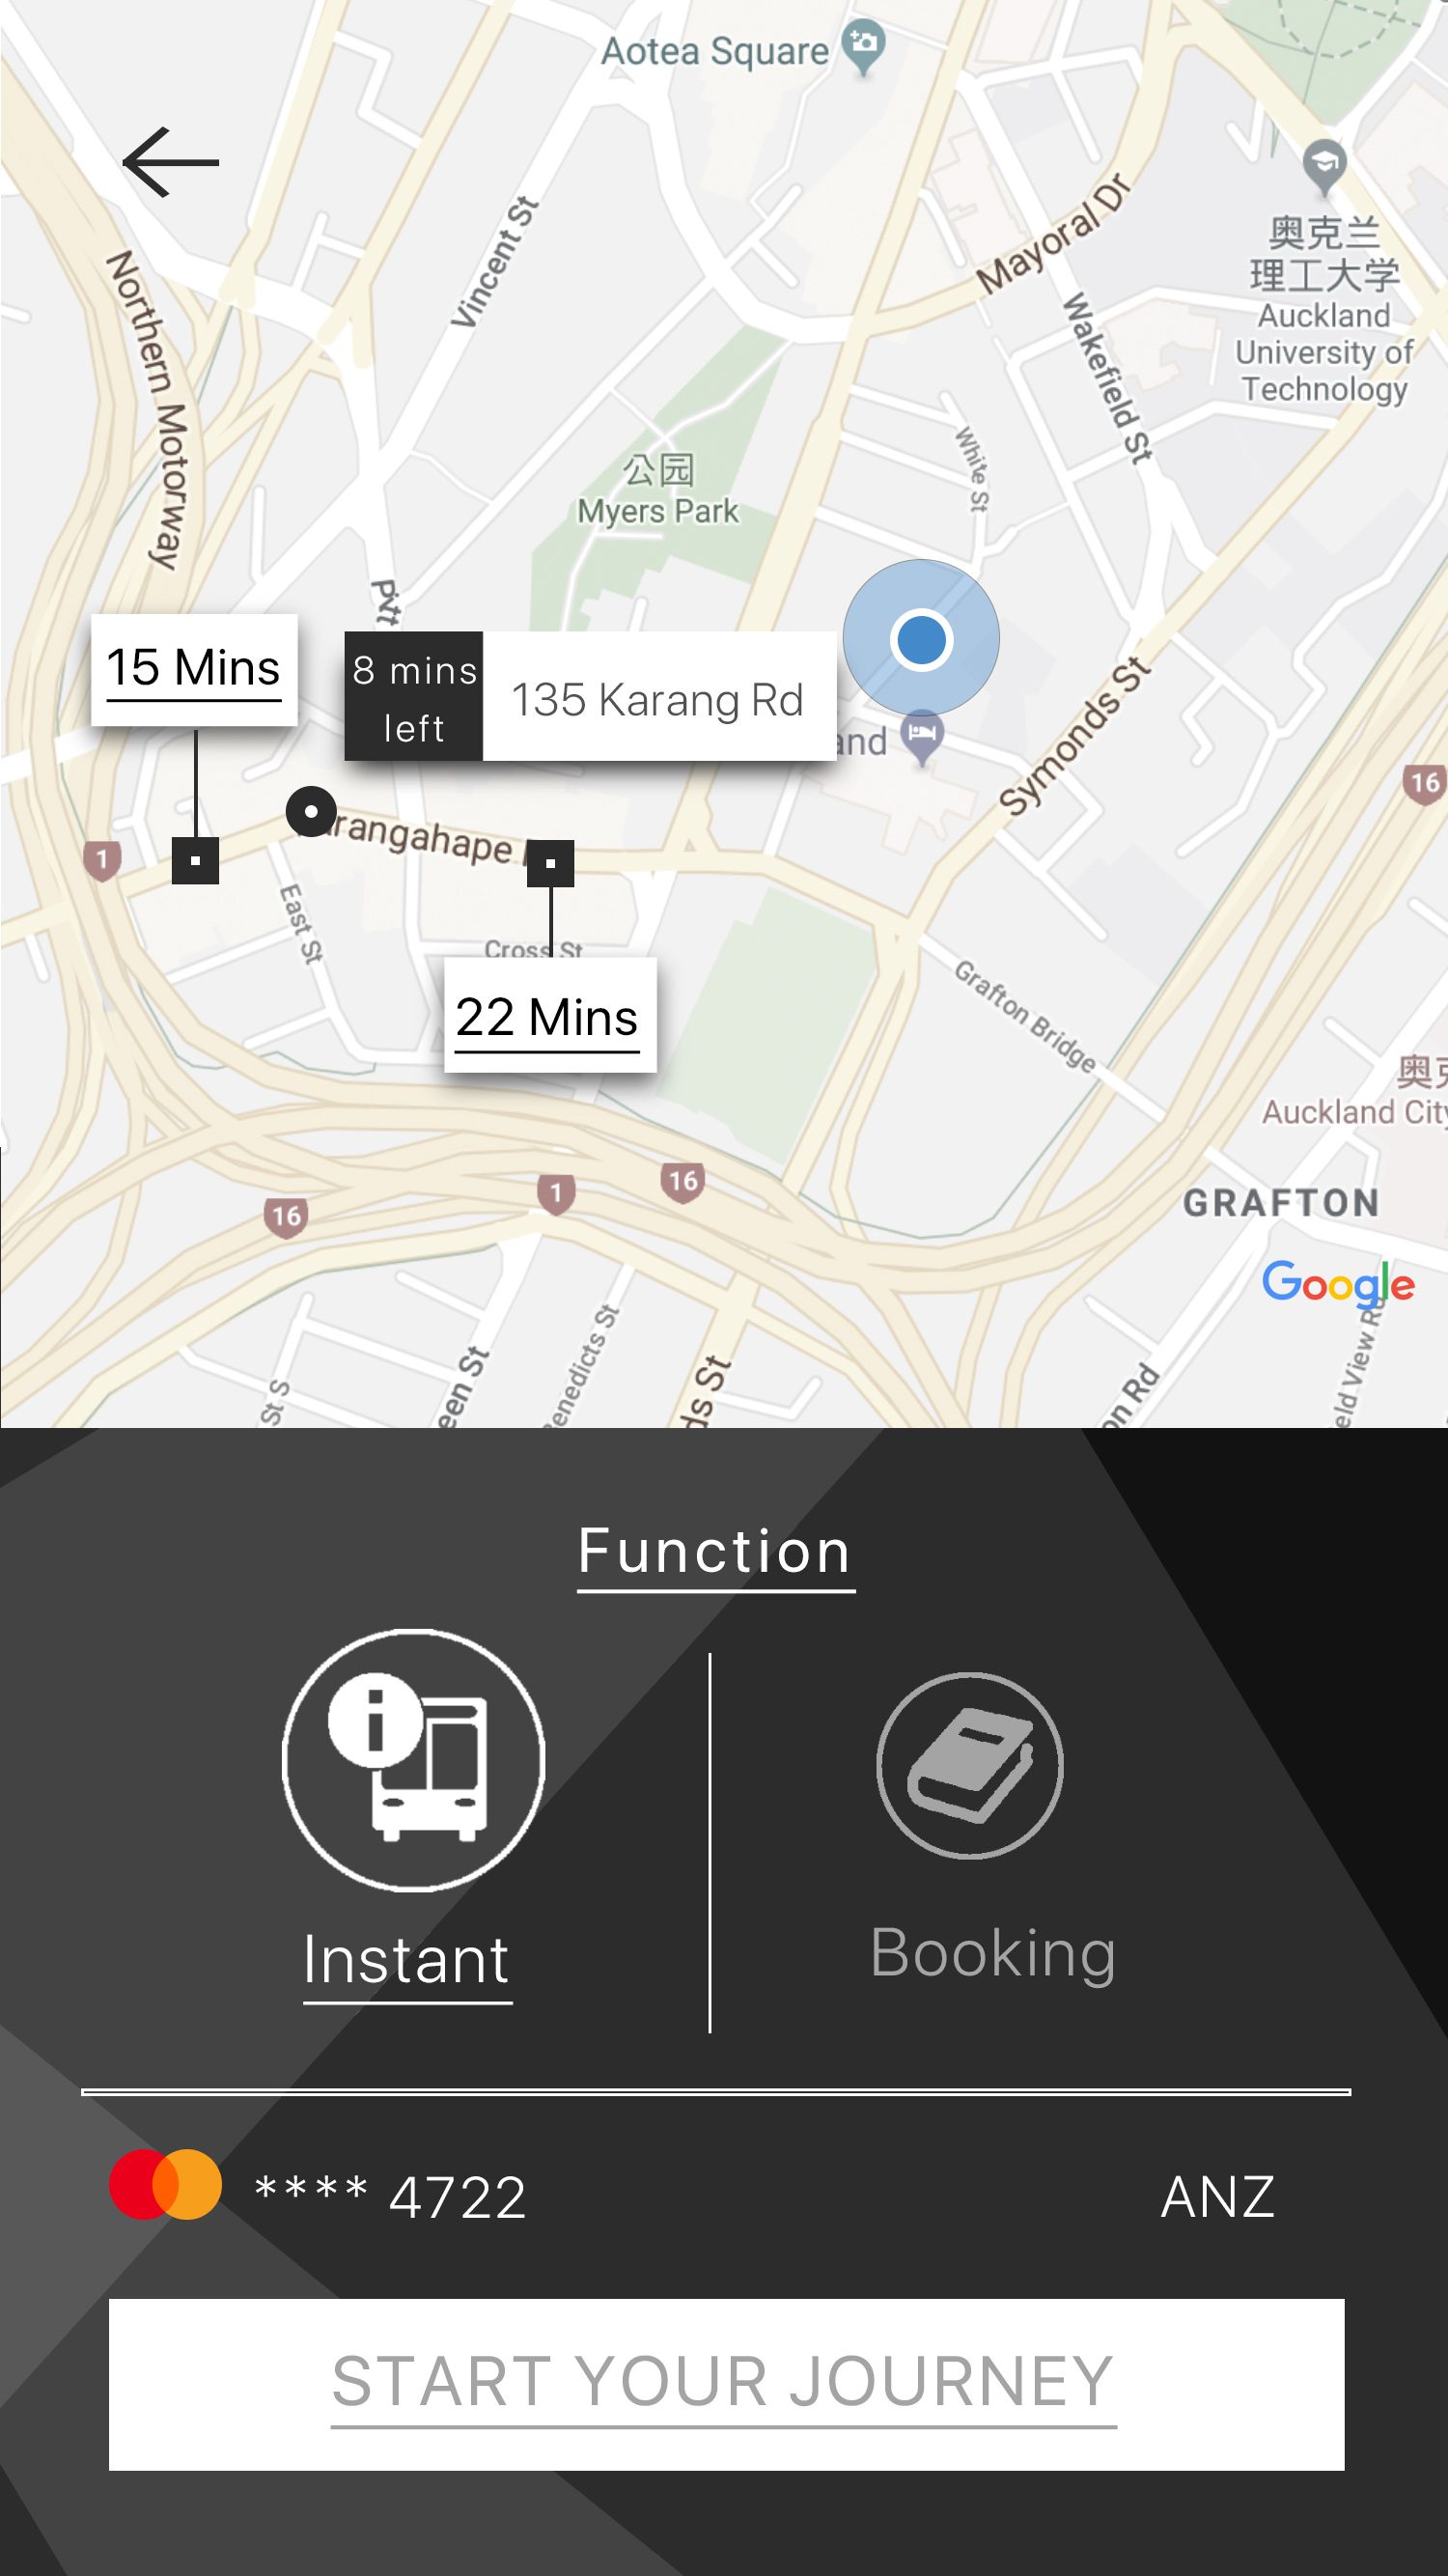 Aotea Square
Vincent St
Mayoral Dr
奥克兰
理工大学
Auckland
University of
Technology
Northern Motorway
Wakefield St
White St
公园
Myers Park
Pitt
15 Mins
8 mins
left
135 Karang Rd
and
Symonds St
16
1
arangahape
East St
Cross St
22 Mins
Grafton Bridge
奥克
Auckland City
16
1
16
GRAFTON
Google
St S
een St
Benedicts St
ds St
on Rd
eld View Rd
Function
Instant
Booking
**** 4722
ANZ
START YOUR JOURNEY